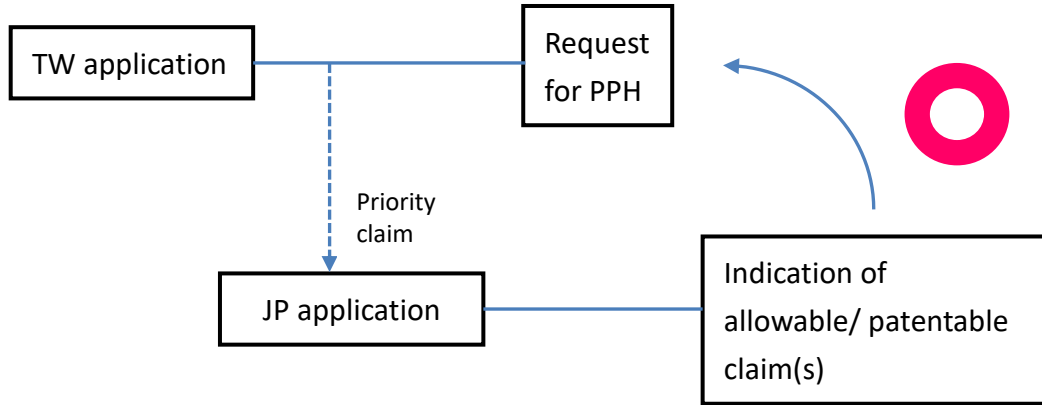 TW application
Request
for PPH
Priority
claim
JP application
Indication of
allowable/ patentable
claim(s)